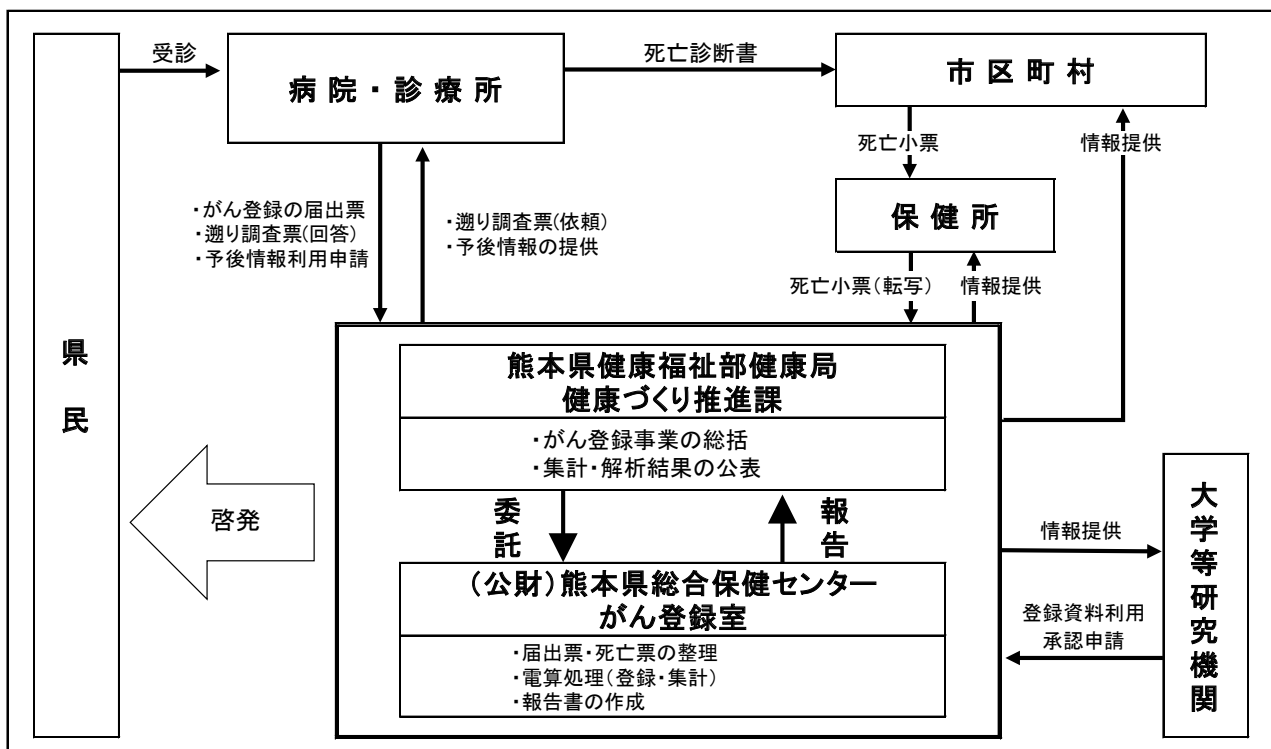 受診
病院・診療所
死亡診断書
市区町村
死亡小票
情報提供
保健所
・がん登録の届出票
・遡り調査票(回答)
・予後情報利用申請
・遡り調査票(依頼)
・予後情報の提供
死亡小票(転写)
情報提供
県民
熊本県健康福祉部健康局
健康づくり推進課
・がん登録事業の総括
・集計・解析結果の公表
委託
報告
啓発
(公財)熊本県総合保健センター
がん登録室
・届出票・死亡票の整理
・電算処理(登録・集計)
・報告書の作成
情報提供
登録資料利用
承認申請
大学等研究機関